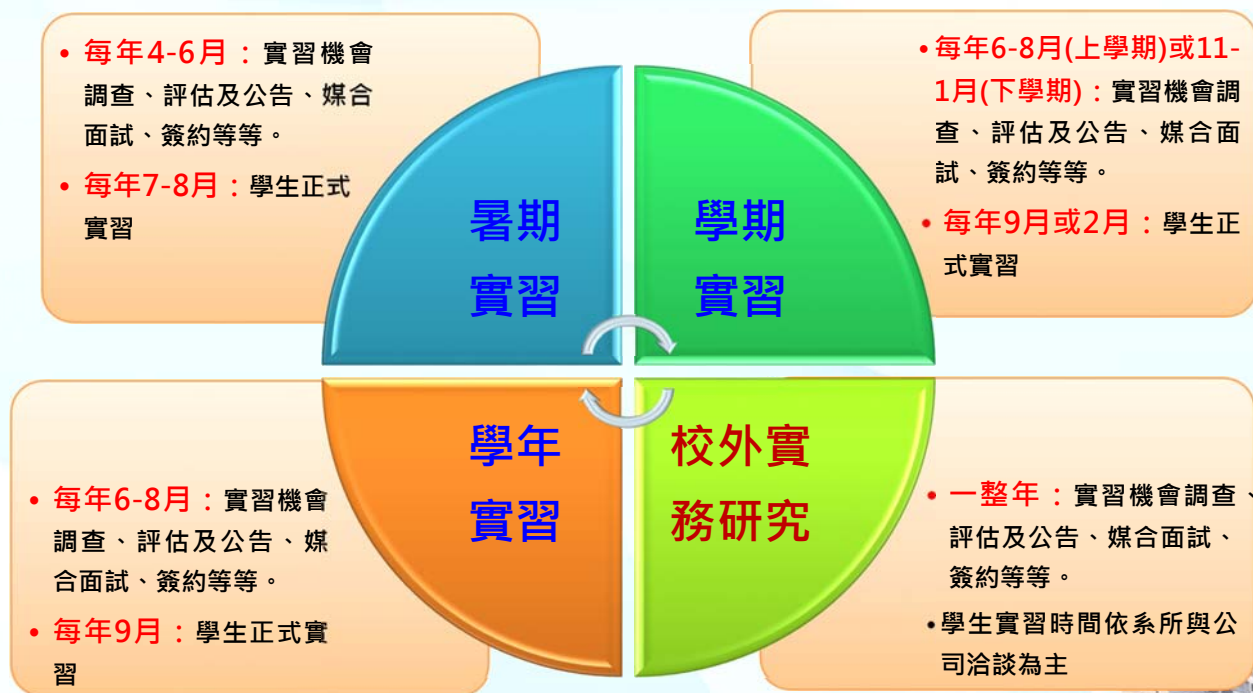 • 每年4-6月：實習機會
調查、評估及公告、媒合
面試、簽約等等。
• 每年7-8月：學生正式
實習
暑期
實習
• 每年6-8月(上學期)或11-
1月(下學期)：實習機會調
查、評估及公告、媒合面
試、簽約等等。
• 每年9月或2月：學生正
式實習
學期
實習
• 每年6-8月：實習機會
調查、評估及公告、媒
合面試、簽約等等。
• 每年9月：學生正式實
習
學年
實習
校外實
務研究
• 一整年：實習機會調查、
評估及公告、媒合面試、
簽約等等。
• 學生實習時間依系所與公
司洽談為主